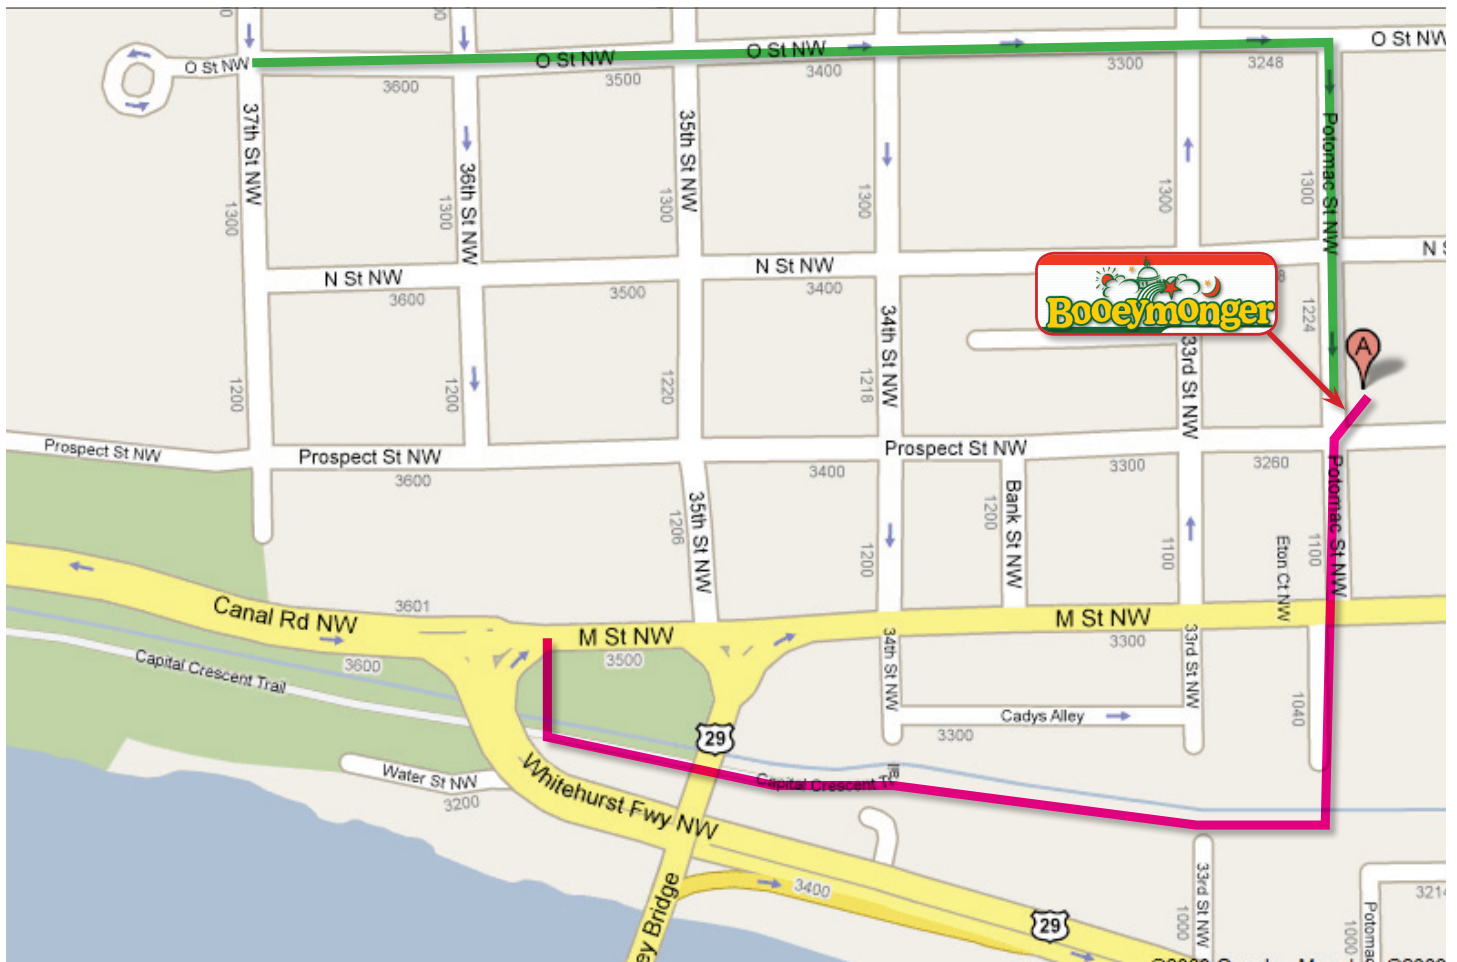 O St NW
O St NW
O St NW
O St NW
3600
3500
3400
3300
3248
37th St NW
36th St NW
35th St NW
Potomac St NW
1300
1300
1300
1300
1300
1300
N St NW
N St NW
3600
3500
3400
Booeymonger
1224
A
34th St NW
33rd St NW
1200
1200
1220
1218
Prospect St NW
Prospect St NW
Prospect St NW
3600
3400
3300
3260
35th St NW
1206
Bank St NW
1200
1200
1100
Eton Ct NW
1100
Potomac St NW
Canal Rd NW
3601
3600
M St NW
3500
M St NW
3300
34th St NW
33rd St NW
1040
Capital Crescent Trail
Cadys Alley
3300
29
Water St NW
3200
Whitehurst Fwy NW
3400
29
33rd St NW
1000
1000